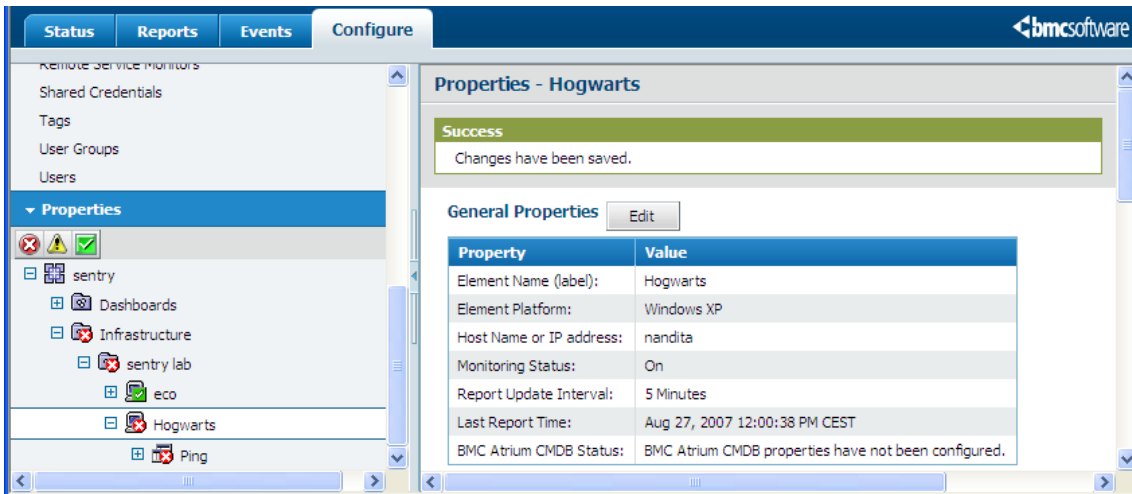 Status Reports Events Configure bmcsoftware
Remote Service Monitors
Shared Credentials
Tags
User Groups
Users
Properties
sentry
Dashboards
Infrastructure
sentry lab
eco
Hogwarts
Ping
Properties - Hogwarts
Success
Changes have been saved.
General Properties Edit
Property Value
Element Name (label): Hogwarts
Element Platform: Windows XP
Host Name or IP address: nandita
Monitoring Status: On
Report Update Interval: 5 Minutes
Last Report Time: Aug 27, 2007 12:00:38 PM CEST
BMC Atrium CMDB Status: BMC Atrium CMDB properties have not been configured.